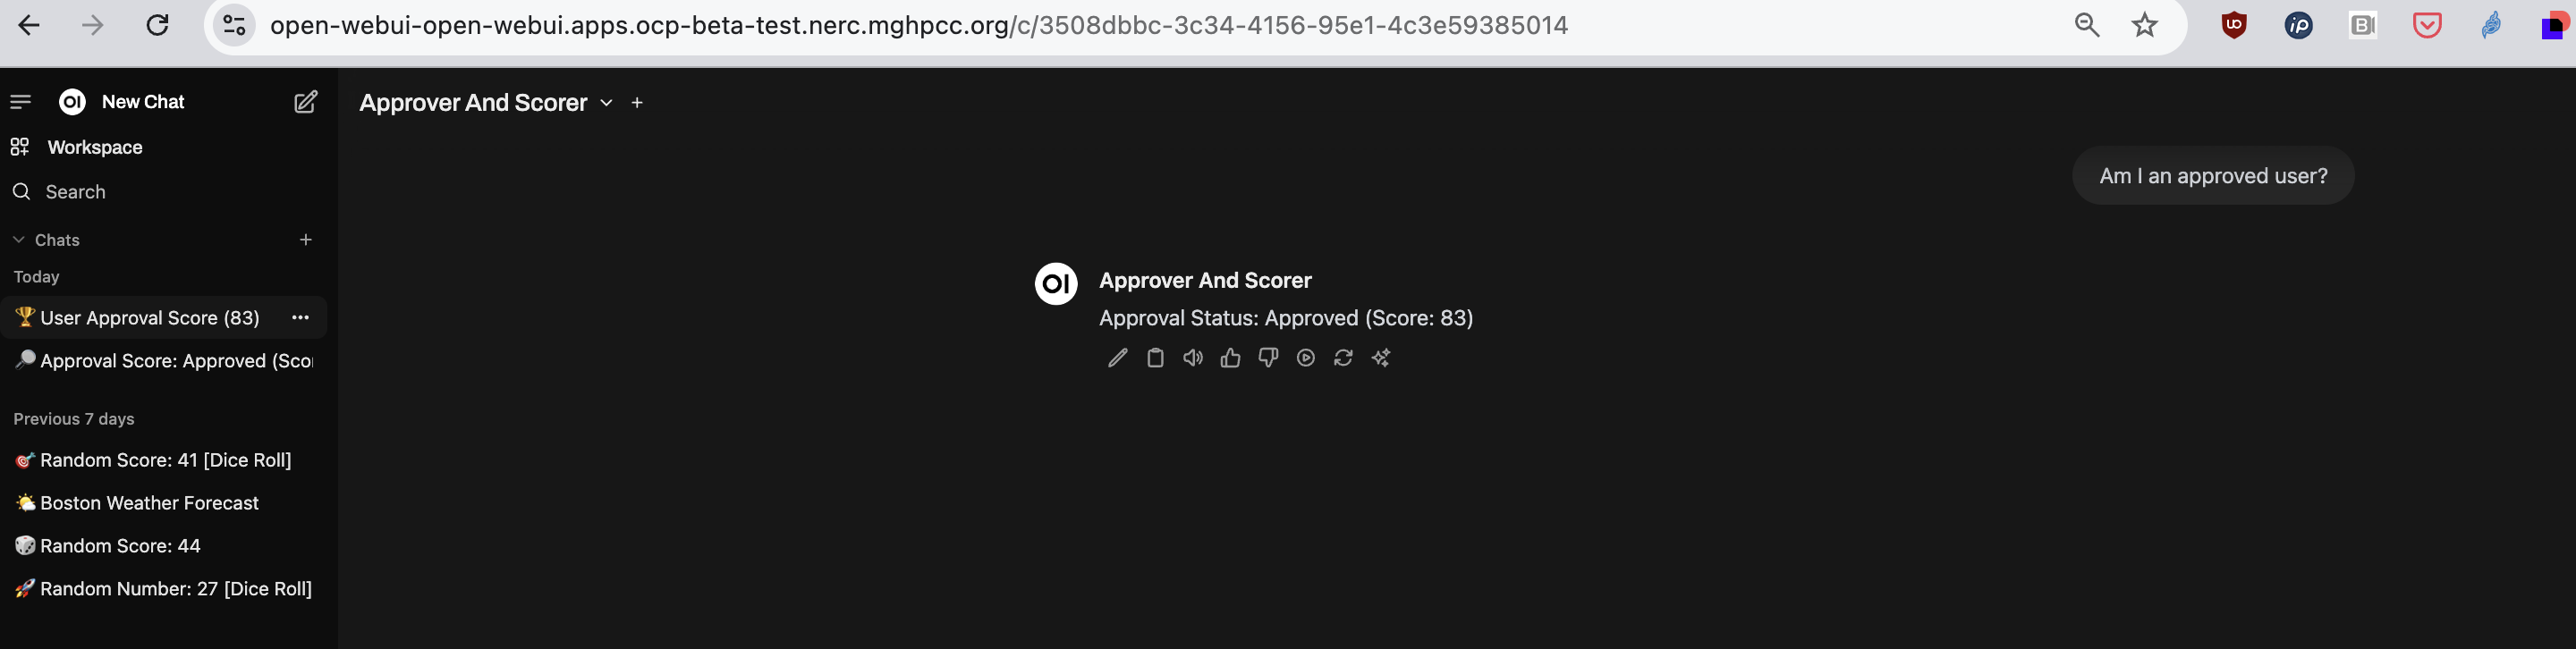 open-webui-open-webui.apps.ocp-beta-test.nerc.mghpcc.org/c/3508dbbc-3c34-4156-95e1-4c3e59385014
OI New Chat
Workspace
Search
Chats
Today
🏆 User Approval Score (83)
🔎 Approval Score: Approved (Scor
Previous 7 days
🎯 Random Score: 41 [Dice Roll]
🌤️ Boston Weather Forecast
🎲 Random Score: 44
🚀 Random Number: 27 [Dice Roll]
Approver And Scorer
Am I an approved user?
OI Approver And Scorer
Approval Status: Approved (Score: 83)